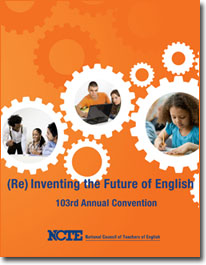 (Re) Inventing the Future of English
103rd Annual Convention
NCTE National Council of Teachers of English